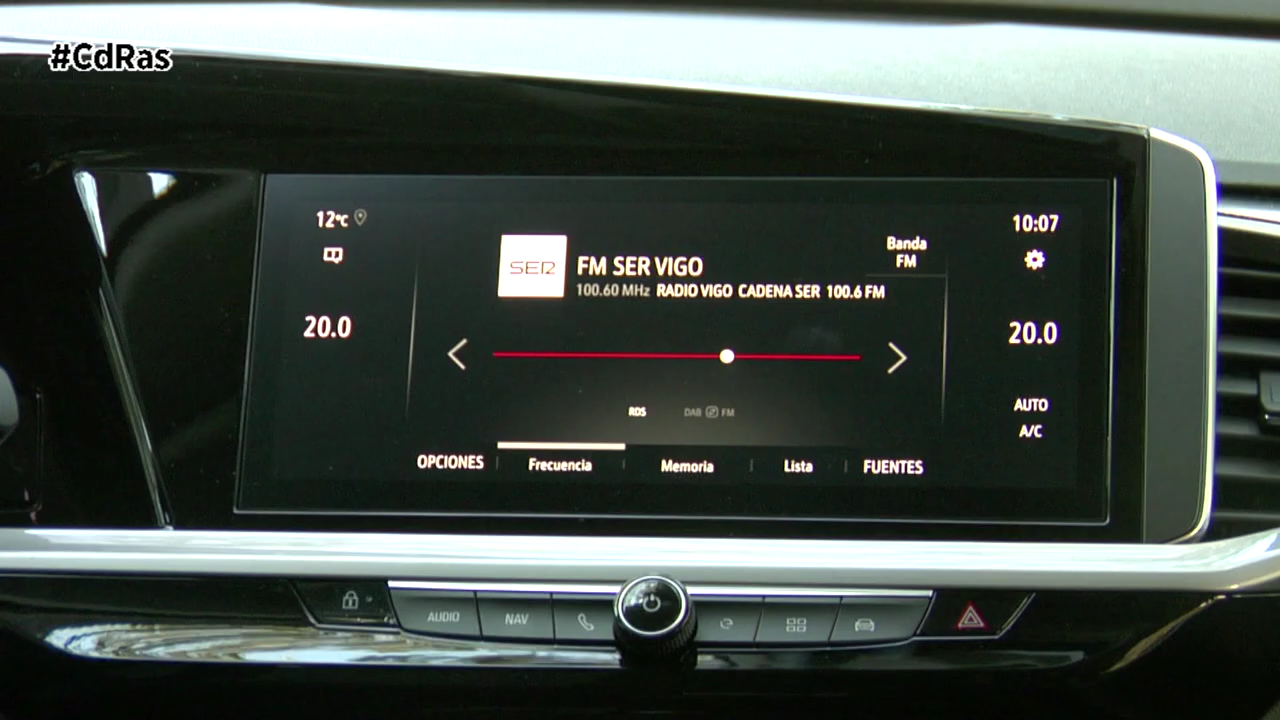 #CdRas
12°C
10:07
Banda
FM
SER
FM SER VIGO
100.60 MHz RADIO VIGO CADENA SER 100.6 FM
20.0
20.0
RDS
DAB FM
AUTO
A/C
OPCIONES
Frecuencia
Memoria
Lista
FUENTES
AUDIO
NAV